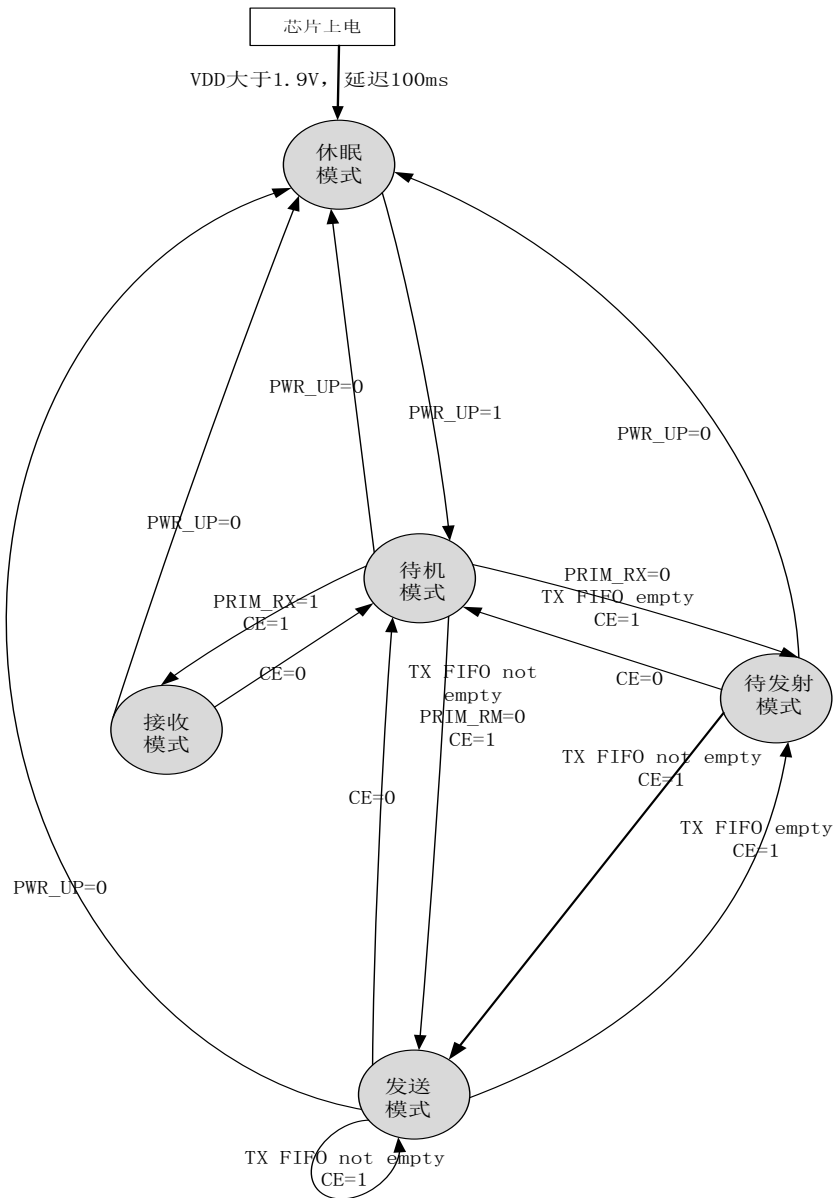 芯片上电
VDD大于1.9V，延迟100ms
休眠
模式
PWR_UP=0
PWR_UP=1
PWR_UP=0
PWR_UP=0
待机
模式
PRIM_RX=1
CE=1
PRIM_RX=0
TX FIFO empty
CE=1
CE=0
TX FIFO not
empty
PRIM_RM=0
CE=1
CE=0
待发射
模式
接收
模式
TX FIFO not empty
CE=1
CE=0
TX FIFO empty
CE=1
PWR_UP=0
发送
模式
TX FIFO not empty
CE=1